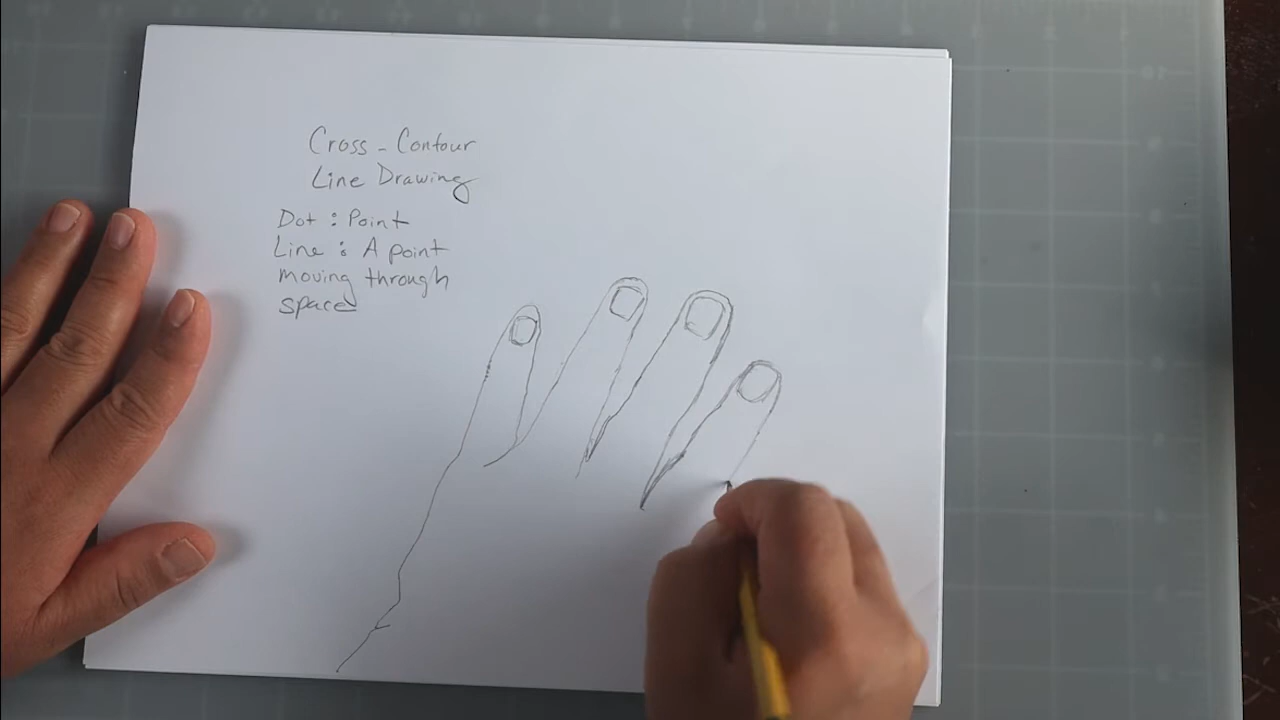 Cross - Contour
Line Drawing
Dot : Point
Line : A point
moving through
space